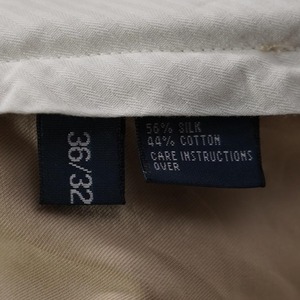 36/32
56% SILK
44% COTTON
CARE INSTRUCTIONS
OVER